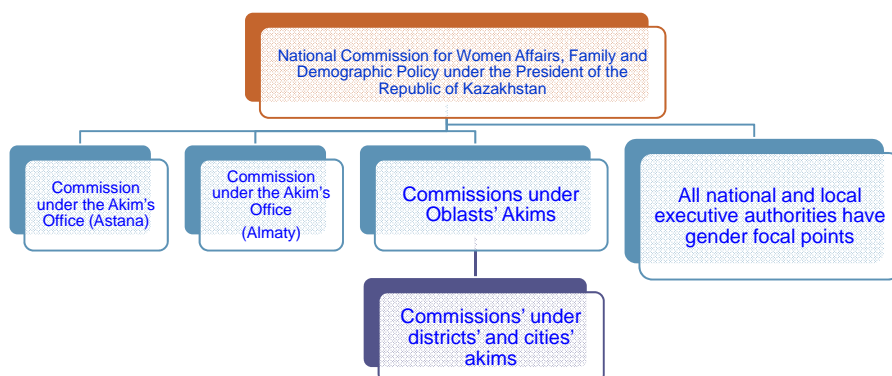 National Commission for Women Affairs, Family and
Demographic Policy under the President of the
Republic of Kazakhstan
Commission
under the Akim's
Office (Astana)
Commission
under the Akim's
Office
(Almaty)
Commissions under
Oblasts' Akims
All national and local
executive authorities have
gender focal points
Commissions' under
districts' and cities'
akims